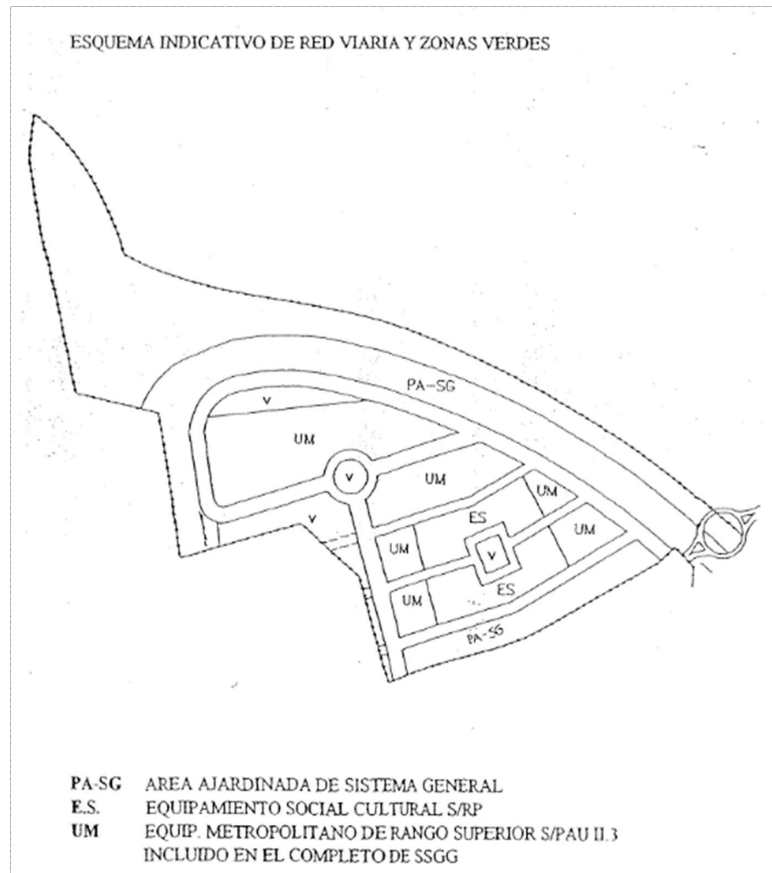 ESQUEMA INDICATIVO DE RED VIARIA Y ZONAS VERDES
PA-SG
V
UM
V
UM
UM
V
ES
UM
UM
V
ES
UM
PA-SG
PA-SG AREA AJARDINADA DE SISTEMA GENERAL
E.S. EQUIPAMIENTO SOCIAL CULTURAL S/RP
UM EQUIP. METROPOLITANO DE RANGO SUPERIOR S/PAU II.3
INCLUIDO EN EL COMPLETO DE SSGG